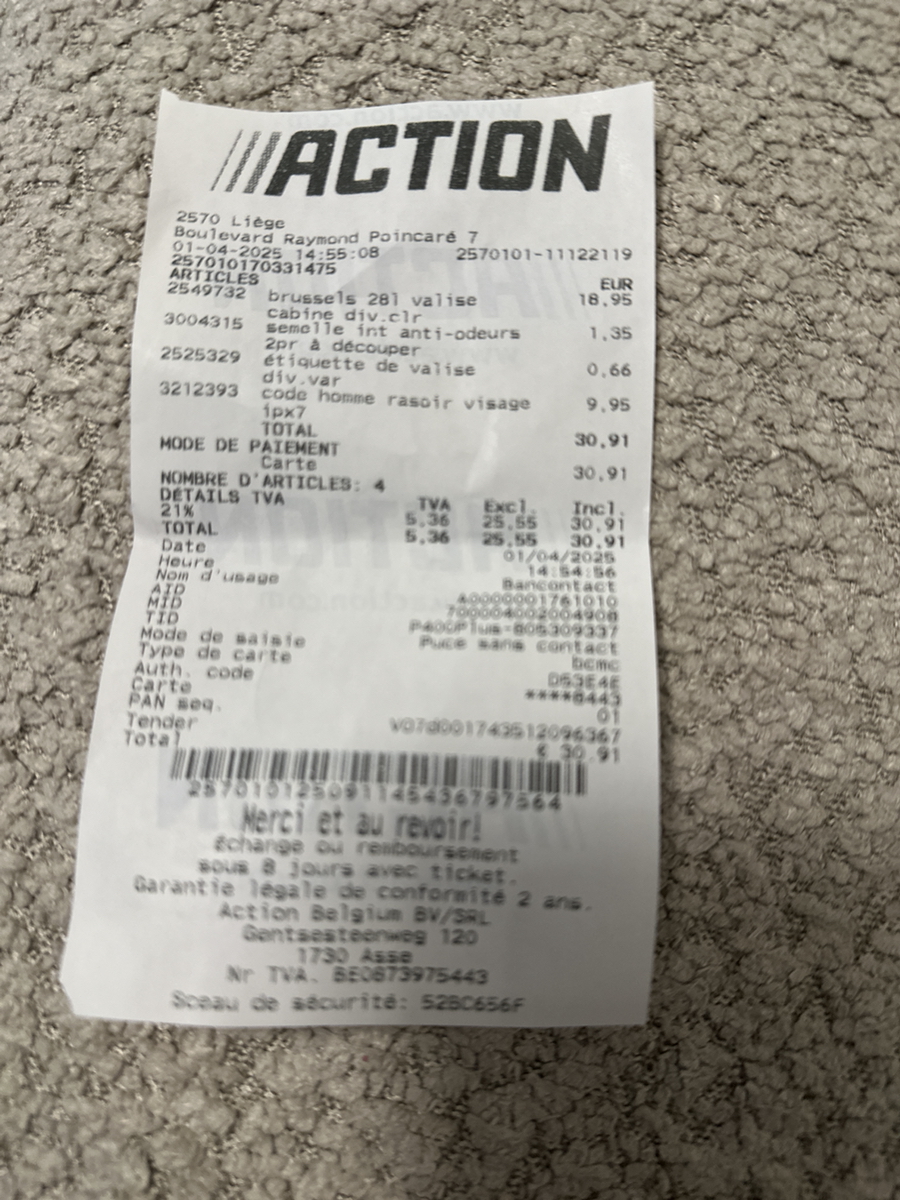 ACTION
2570 Liège
Boulevard Raymond Poincaré 7
01-04-2025 14:55:08 2570101-11122119
257010170331475
ARTICLES EUR
2549732 brussels 28l valise 18,95
cabine div.clr
3004315 semelle int anti-odeurs 1,35
2pr à découper
2525329 étiquette de valise 0,66
div.var
3212393 code homme rasoir visage 9,95
ipx7
TOTAL 30,91
MODE DE PAIEMENT
Carte 30,91
NOMBRE D'ARTICLES: 4
DÉTAILS TVA TVA Excl. Incl.
21% 5,36 25,55 30,91
TOTAL 5,36 25,55 30,91
Date 01/04/2025
Heure 14:54:56
Nom d'usage Bancontact
AID A0000001761010
MID 700004002004908
TID P400Plus-805309337
Mode de saisie Puce sans contact
Type de carte bcmc
Auth. code D53E4E
Carte ****8443
PAN seq. 01
Tender V07d001743512096367
Total € 30.91
257010125091145436797564
Merci et au revoir!
échange ou remboursement
sous 8 jours avec ticket.
Garantie légale de conformité 2 ans.
Action Belgium BV/SRL
Gentsesteenweg 120
1730 Asse
Nr TVA. BE0873975443
Sceau de sécurité: 52BC656F